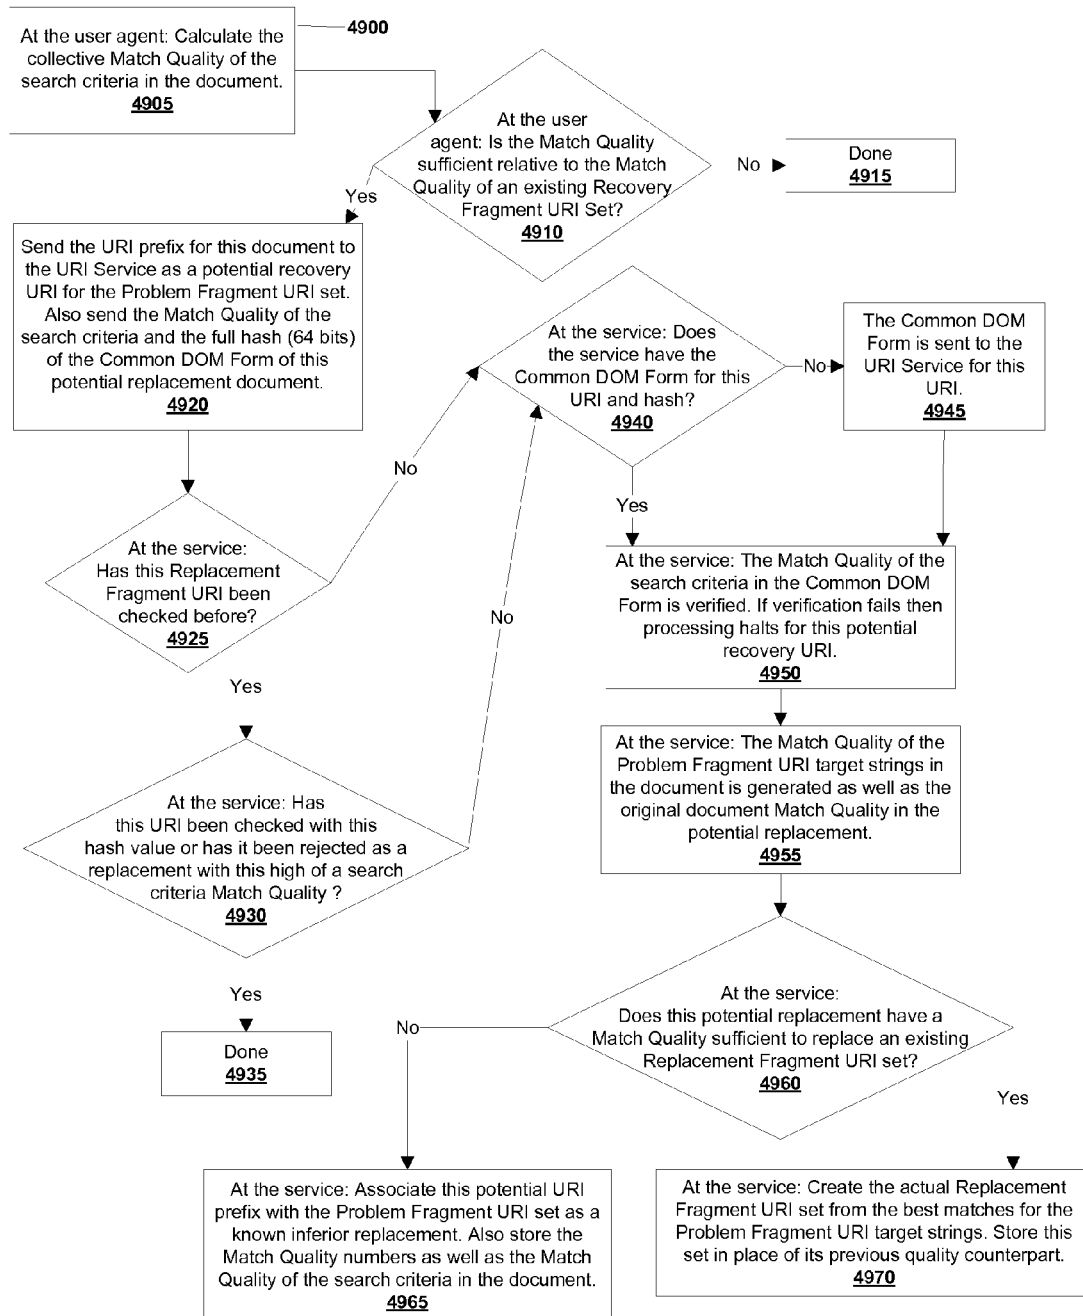 At the user agent: Calculate the
collective Match Quality of the
search criteria in the document.
4905
4900
At the user
agent: Is the Match Quality
sufficient relative to the Match
Quality of an existing Recovery
Fragment URI Set?
4910
No
Done
4915
Yes
Send the URI prefix for this document to
the URI Service as a potential recovery
URI for the Problem Fragment URI set.
Also send the Match Quality of the
search criteria and the full hash (64 bits)
of the Common DOM Form of this
potential replacement document.
4920
At the service: Does
the service have the
Common DOM Form for this
URI and hash?
4940
No
The Common DOM
Form is sent to the
URI Service for this
URI.
4945
No
Yes
At the service:
Has this Replacement
Fragment URI been
checked before?
4925
No
At the service: The Match Quality of the
search criteria in the Common DOM
Form is verified. If verification fails then
processing halts for this potential
recovery URI.
4950
Yes
At the service: Has
this URI been checked with this
hash value or has it been rejected as a
replacement with this high of a search
criteria Match Quality ?
4930
At the service: The Match Quality of the
Problem Fragment URI target strings in
the document is generated as well as the
original document Match Quality in the
potential replacement.
4955
Yes
Done
4935
At the service:
Does this potential replacement have a
Match Quality sufficient to replace an existing
Replacement Fragment URI set?
4960
No
Yes
At the service: Associate this potential URI
prefix with the Problem Fragment URI set as a
known inferior replacement. Also store the
Match Quality numbers as well as the Match
Quality of the search criteria in the document.
4965
At the service: Create the actual Replacement
Fragment URI set from the best matches for the
Problem Fragment URI target strings. Store this
set in place of its previous quality counterpart.
4970